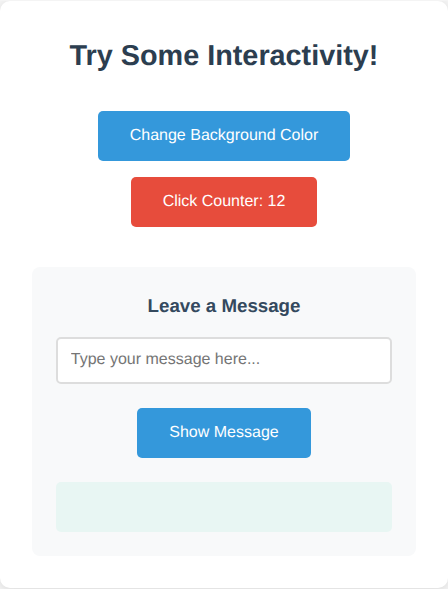 Try Some Interactivity!
Change Background Color
Click Counter: 12
Leave a Message
Type your message here...
Show Message